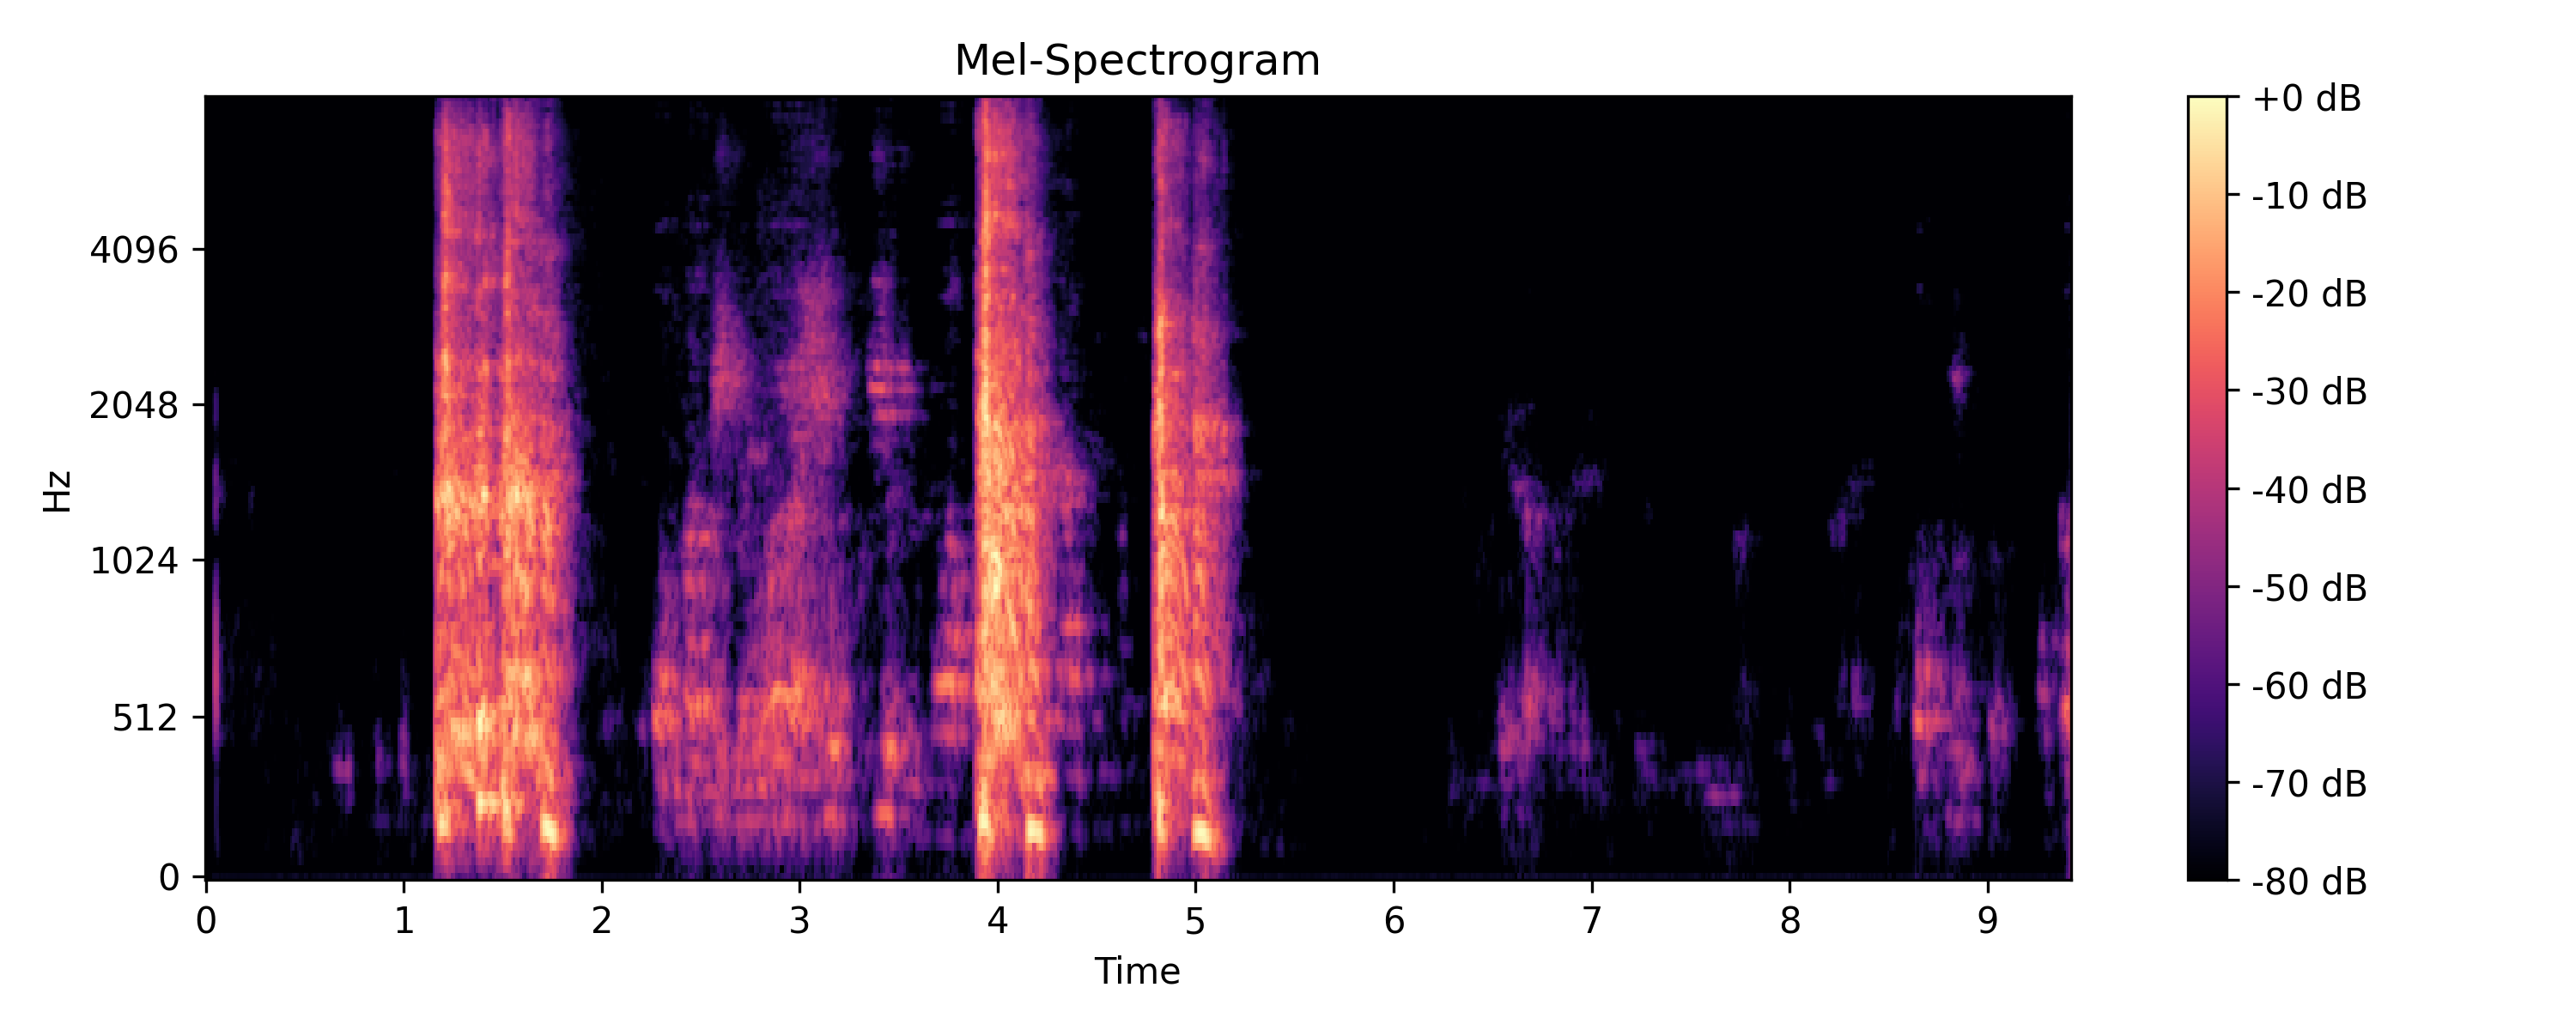 Mel-Spectrogram
+0 dB
-10 dB
-20 dB
-30 dB
-40 dB
-50 dB
-60 dB
-70 dB
-80 dB
Hz
4096
2048
1024
512
0
0 1 2 3 4 5 6 7 8 9
Time